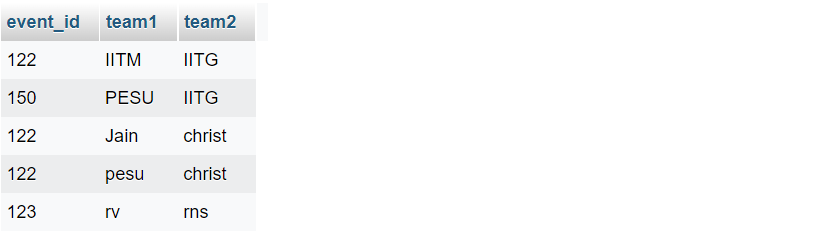 event_id team1 team2
122 IITM IITG
150 PESU IITG
122 Jain christ
122 pesu christ
123 rv rns